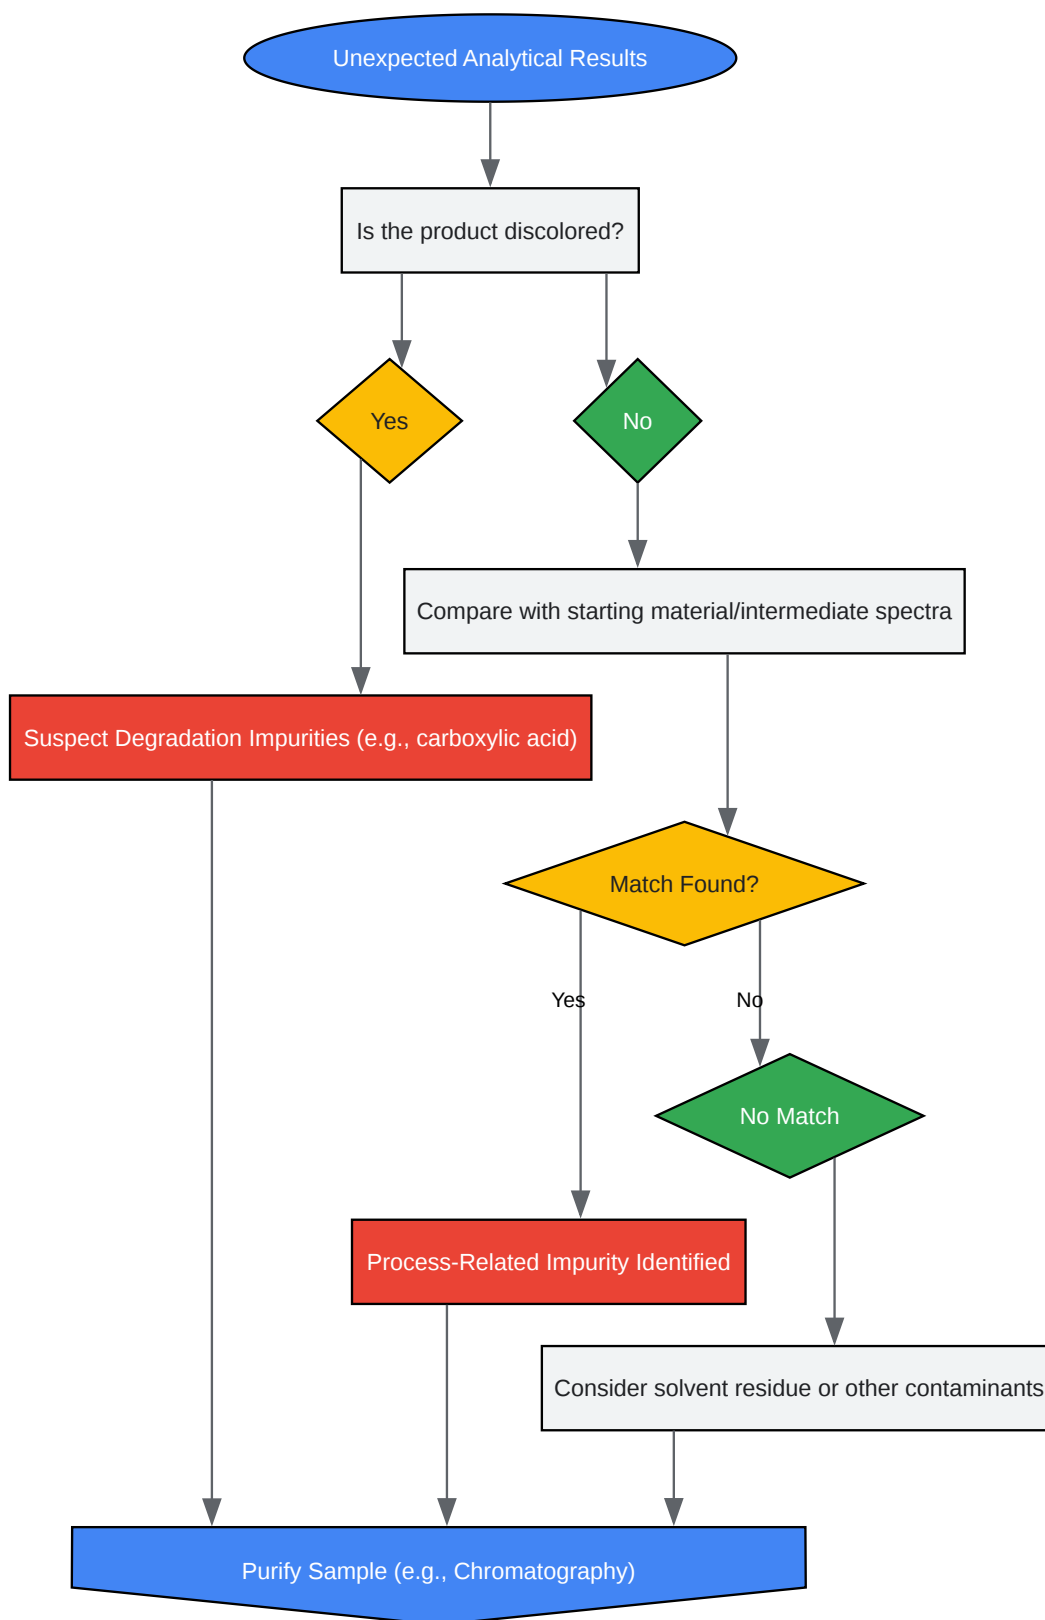 Unexpected Analytical Results
Is the product discolored?
Yes
No
Compare with starting material/intermediate spectra
Suspect Degradation Impurities (e.g., carboxylic acid)
Match Found?
Yes
No
No Match
Process-Related Impurity Identified
Consider solvent residue or other contaminants
Purify Sample (e.g., Chromatography)